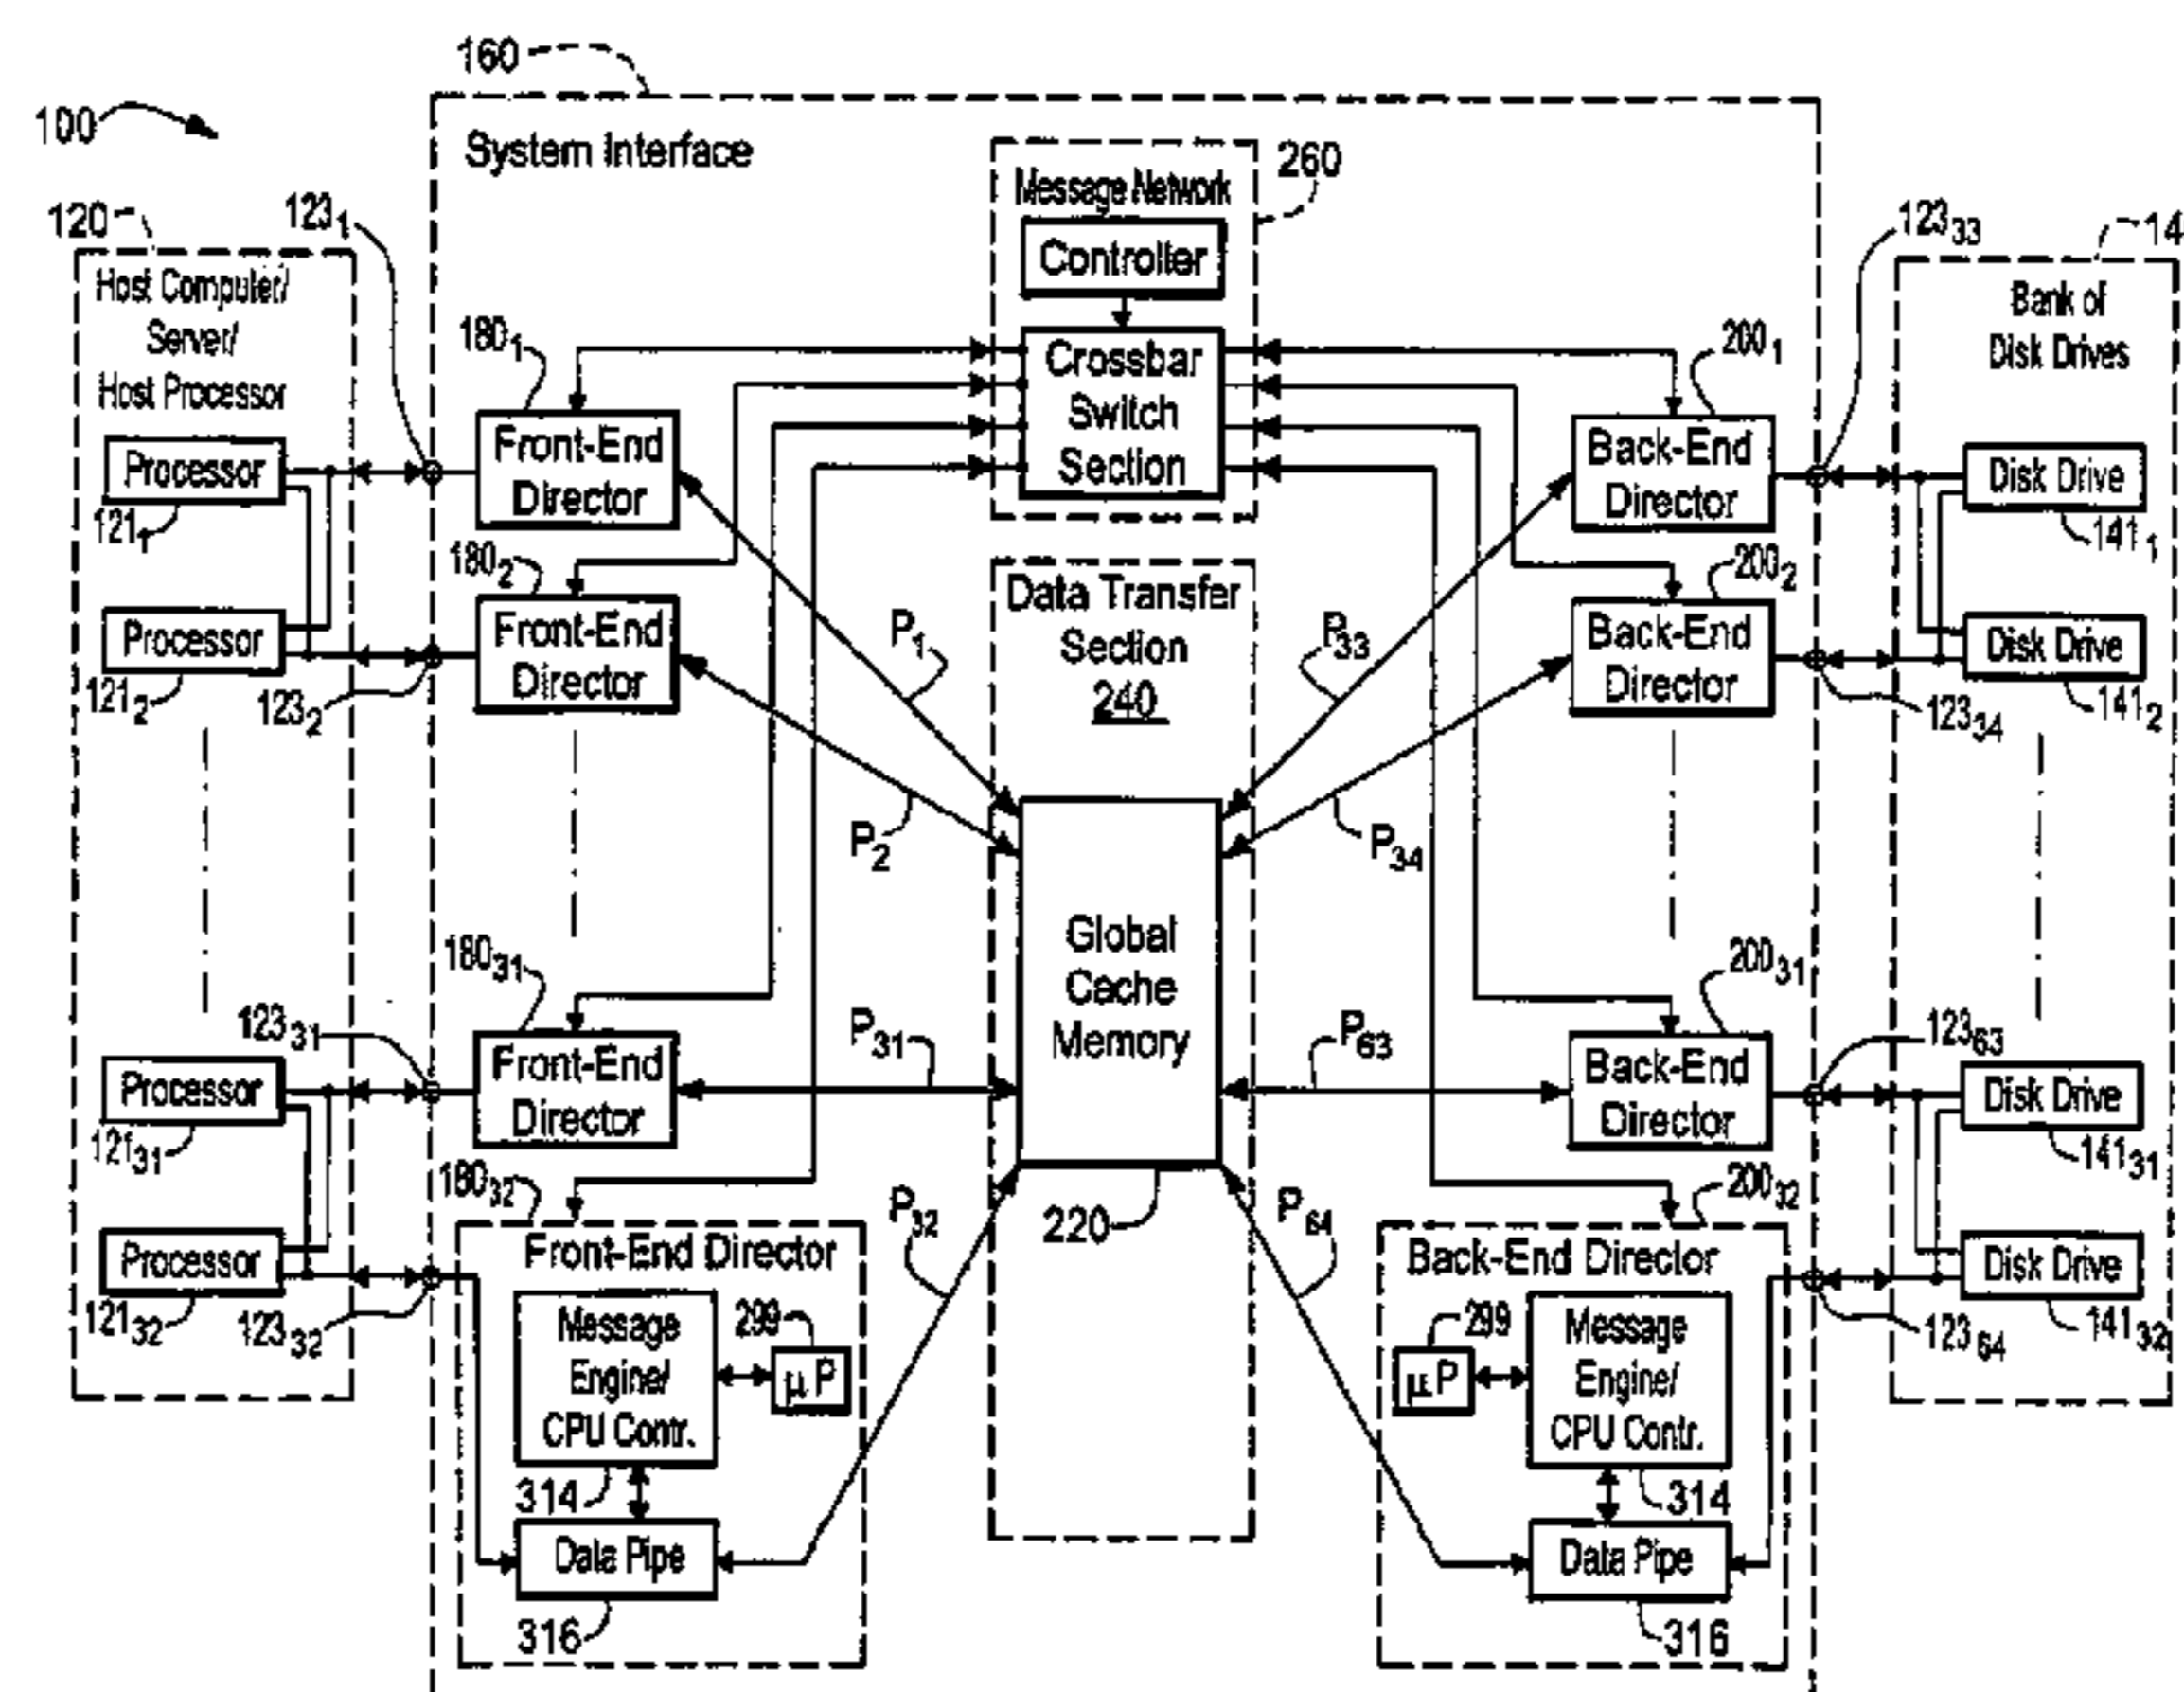 160
100
System Interface
260
Message Network
Controller
120
123₁
123₃₃
14
Host Computer/
Server/
Host Processor
Bank of
Disk Drives
180₁
Crossbar
Switch
Section
200₁
Processor
Front-End
Director
Back-End
Director
Disk Drive
121₁
141₁
180₂
Data Transfer
Section
240
200₂
Processor
Front-End
Director
P₁
P₃₃
Back-End
Director
Disk Drive
121₂
123₂
123₃₄
141₂
P₂
P₃₄
Global
Cache
Memory
180₃₁
200₃₁
123₃₁
P₃₁
P₆₃
123₆₃
Processor
Front-End
Director
Back-End
Director
Disk Drive
121₃₁
141₃₁
180₃₂
P₃₂
220
P₆₄
200₃₂
Processor
Front-End Director
Back-End Director
Disk Drive
121₃₂
123₃₂
123₆₄
141₃₂
Message
Engine/
CPU Contr.
299
μP
299
μP
Message
Engine/
CPU Contr.
314
314
Data Pipe
Data Pipe
316
316